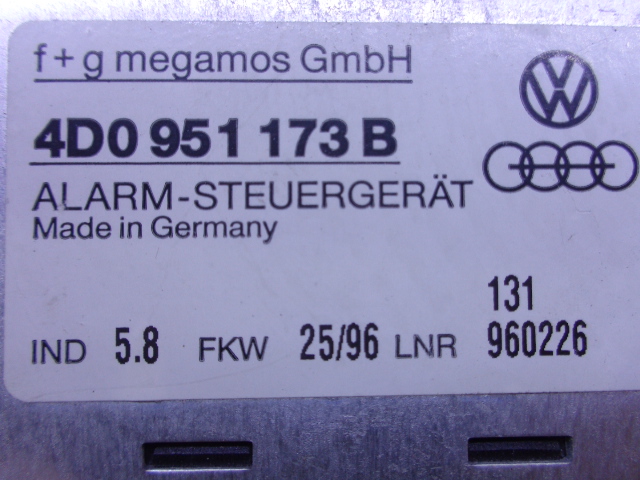 f+g megamos GmbH
4D0 951 173 B
ALARM-STEUERGERÄT
Made in Germany
131
IND 5.8 FKW 25/96 LNR 960226